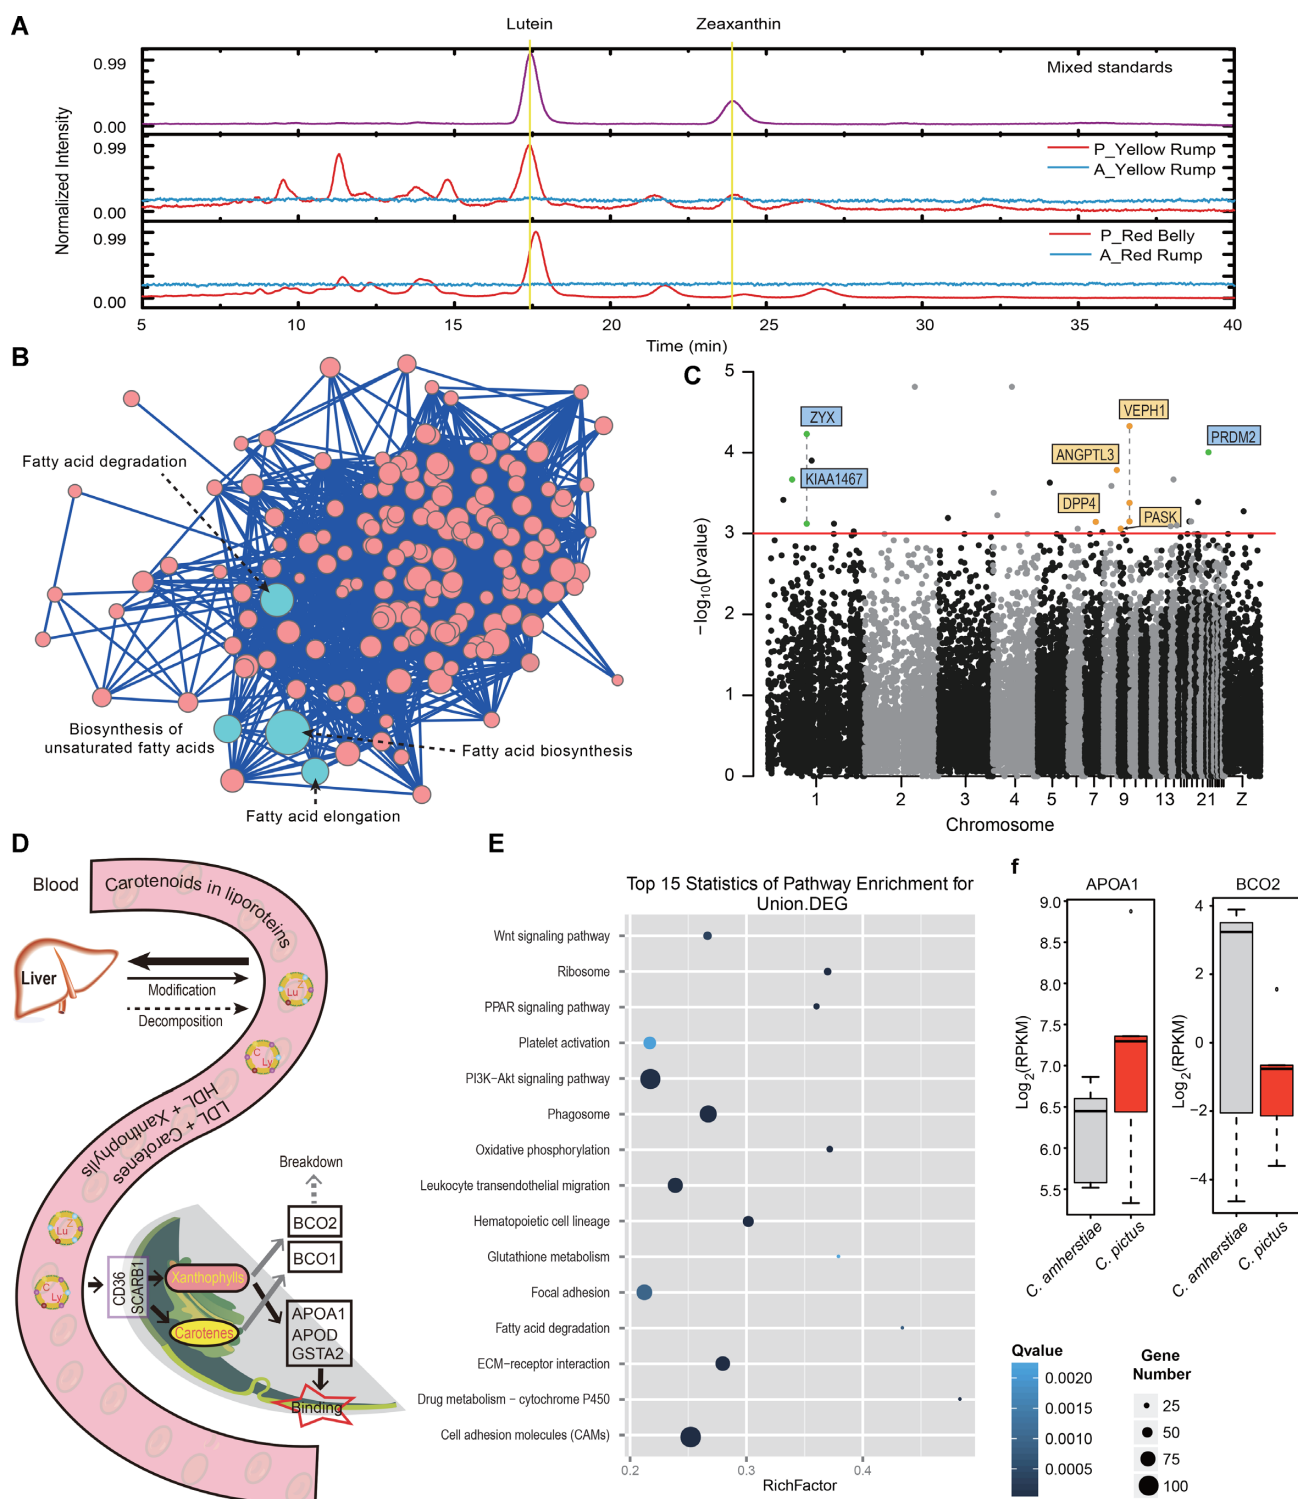 A
Lutein
Zeaxanthin
Normalized Intensity
0.99
0.00
Mixed standards
0.99
0.00
P_Yellow Rump
A_Yellow Rump
0.99
0.00
P_Red Belly
A_Red Rump
5
10
15
20
25
30
35
40
Time (min)
B
Fatty acid degradation
Biosynthesis of
unsaturated fatty acids
Fatty acid biosynthesis
Fatty acid elongation
C
−log10(pvalue)
5
4
3
2
1
0
ZYX
KIAA1467
VEPH1
ANGPTL3
DPP4
PASK
PRDM2
1
2
3
4
5
7
9
13
21
Z
Chromosome
D
Blood
Carotenoids in liporoteins
Liver
Modification
Decomposition
Lu
Z
C
Ly
LDL + Carotenes
HDL + Xanthophylls
Lu
Z
C
Ly
CD36
SCARB1
Xanthophylls
Carotenes
Breakdown
BCO2
BCO1
APOA1
APOD
GSTA2
Binding
E
Top 15 Statistics of Pathway Enrichment for
Union.DEG
Wnt signaling pathway
Ribosome
PPAR signaling pathway
Platelet activation
PI3K−Akt signaling pathway
Phagosome
Oxidative phosphorylation
Leukocyte transendothelial migration
Hematopoietic cell lineage
Glutathione metabolism
Focal adhesion
Fatty acid degradation
ECM−receptor interaction
Drug metabolism − cytochrome P450
Cell adhesion molecules (CAMs)
0.2
0.3
0.4
RichFactor
f
APOA1
Log2(RPKM)
9.0
8.5
8.0
7.5
7.0
6.5
6.0
5.5
C. amherstiae
C. pictus
BCO2
Log2(RPKM)
4
2
0
−2
−4
C. amherstiae
C. pictus
Qvalue
0.0020
0.0015
0.0010
0.0005
Gene
Number
25
50
75
100